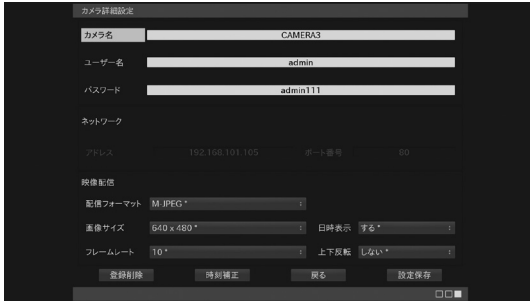 カメラ詳細設定
カメラ名 CAMERA3
ユーザー名 admin
パスワード admin111
ネットワーク
アドレス 192.168.101.105 ポート番号 80
映像配信
配信フォーマット M-JPEG *
画像サイズ 640 x 480 * 日時表示 する *
フレームレート 10 * 上下反転 しない *
登録削除 時刻補正 戻る 設定保存